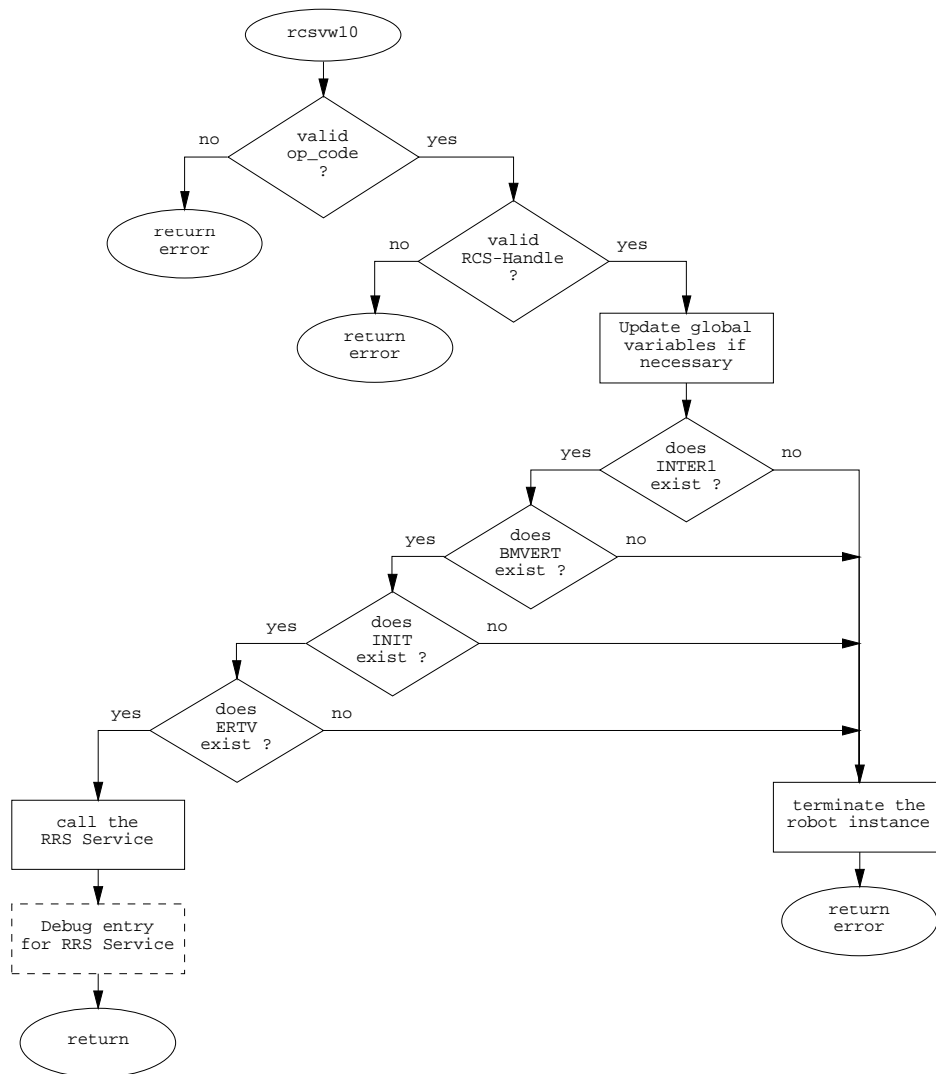 rcsvw10
no
valid
op_code
?
yes
return
error
no
valid
RCS-Handle
?
yes
return
error
Update global
variables if
necessary
yes
does
INTER1
exist ?
no
yes
does
BMVERT
exist ?
no
yes
does
INIT
exist ?
no
yes
does
ERTV
exist ?
no
call the
RRS Service
terminate the
robot instance
Debug entry
for RRS Service
return
error
return